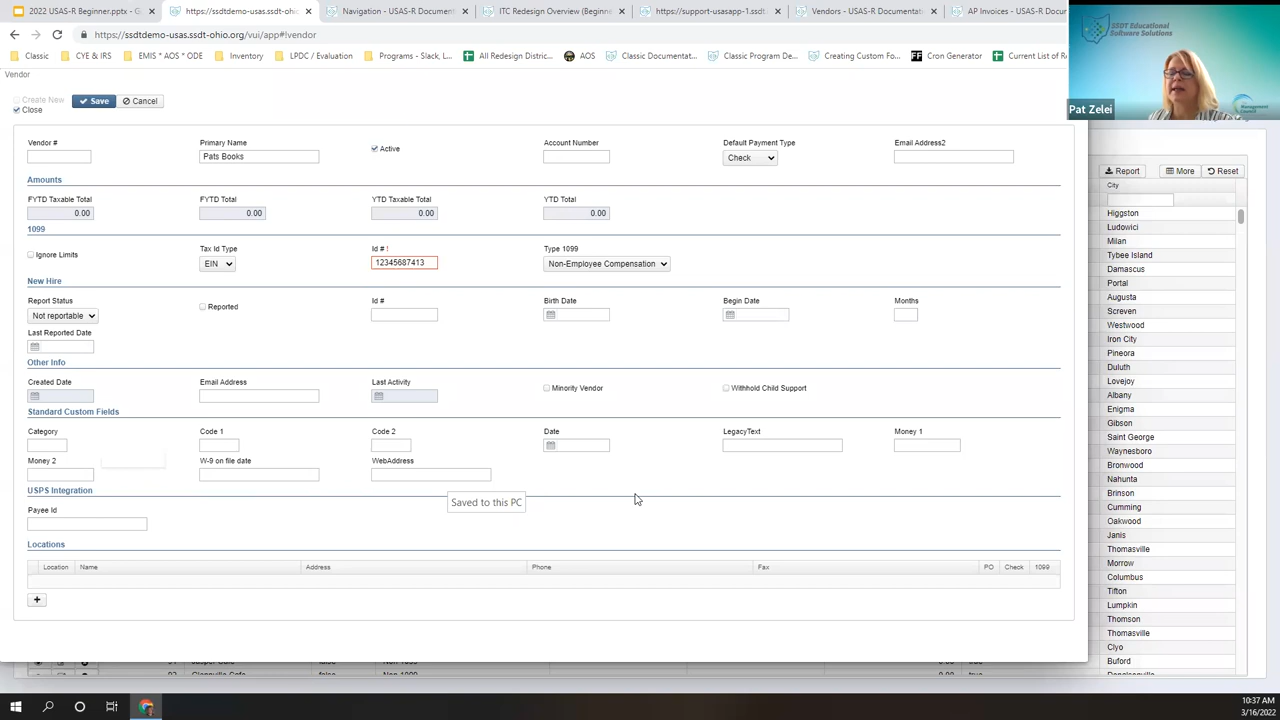 2022 USAS-R Beginner.pptx - G
https://ssdtdemo-usas.ssdt-ohi
Navigation - USAS-R Document
ITC Redesign Overview (Beginne
https://support-usasapp-1.ssdt
Vendors - USAS-R Documentati
AP Invoices - USAS-R Docu
https://ssdtdemo-usas.ssdt-ohio.org/vui/app#!vendor
Classic
CY£ & IRS
EMIS * AOS * ODE
Inventory
LPDC / Evaluation
Programs - Slack, L...
All Redesign Distric...
AOS
Classic Documentat...
Classic Program De...
Creating Custom Fo...
Cron Generator
Current List of R
SSDT Educational
Software Solutions
Management
Council
Pat Zelei
Vendor
Create New
Close
Save
Cancel
Vendor #
Primary Name
Pats Books
Active
Account Number
Default Payment Type
Check
Email Address2
Amounts
FYTD Taxable Total
0.00
FYTD Total
0.00
YTD Taxable Total
0.00
YTD Total
0.00
1099
Ignore Limits
Tax Id Type
EIN
Id # !
12345687413
Type 1099
Non-Employee Compensation
New Hire
Report Status
Not reportable
Reported
Id #
Birth Date
Begin Date
Months
Last Reported Date
Other Info
Created Date
Email Address
Last Activity
Minority Vendor
Withhold Child Support
Standard Custom Fields
Category
Code 1
Code 2
Date
LegacyText
Money 1
Money 2
W-9 on file date
WebAddress
USPS Integration
Saved to this PC
Payee Id
Locations
Location
Name
Address
Phone
Fax
PO
Check
1099
+
Report
More
Reset
City
Higgston
Ludowici
Milan
Tybee Island
Damascus
Portal
Augusta
Screven
Westwood
Iron City
Pineora
Duluth
Lovejoy
Albany
Enigma
Gibson
Saint George
Waynesboro
Bronwood
Nahunta
Brinson
Cumming
Oakwood
Janis
Thomasville
Morrow
Columbus
Tifton
Lumpkin
Thomson
Thomasville
Clyo
Buford
10:37 AM
3/16/2022